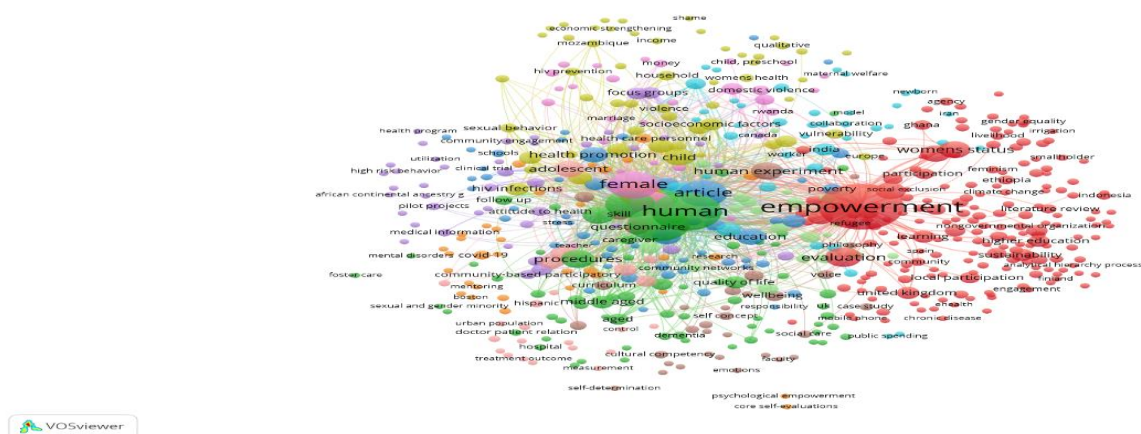 shame
economic strengthening
mozambique
income
qualitative
hiv prevention
money
child, preschool
maternal welfare
household
womens health
focus groups
domestic violence
newborn
violence
rwanda
agency
marriage
socioeconomic factors
model
iran
health program
sexual behavior
health care personnel
canada
collaboration
ghana
gender equality
community engagement
vulnerability
livelihood
irrigation
utilization
schools
health promotion
child
worker
india
europe
womens status
smallholder
high risk behavior
clinical trial
adolescent
human experiment
participation
feminism
ethiopia
african continental ancestry g
hiv infections
female
article
poverty
social exclusion
climate change
indonesia
pilot projects
follow up
attitude to health
skill
human
empowerment
literature review
medical information
stress
questionnaire
refugee
nongovernmental organization
teacher
caregiver
education
philosophy
learning
higher education
mental disorders
covid-19
procedures
research
evaluation
spain
community
sustainability
foster care
community-based participatory
community networks
voice
local participation
analytical hierarchy process
finland
mentoring
curriculum
quality of life
engagement
sexual and gender minority
boston
hispanic
middle aged
wellbeing
responsibility
uk
case study
united kingdom
ehealth
urban population
aged
self concept
mobile phone
chronic disease
doctor patient relation
control
dementia
social care
public spending
hospital
treatment outcome
cultural competency
faculty
measurement
emotions
self-determination
psychological empowerment
core self-evaluations
VOSviewer